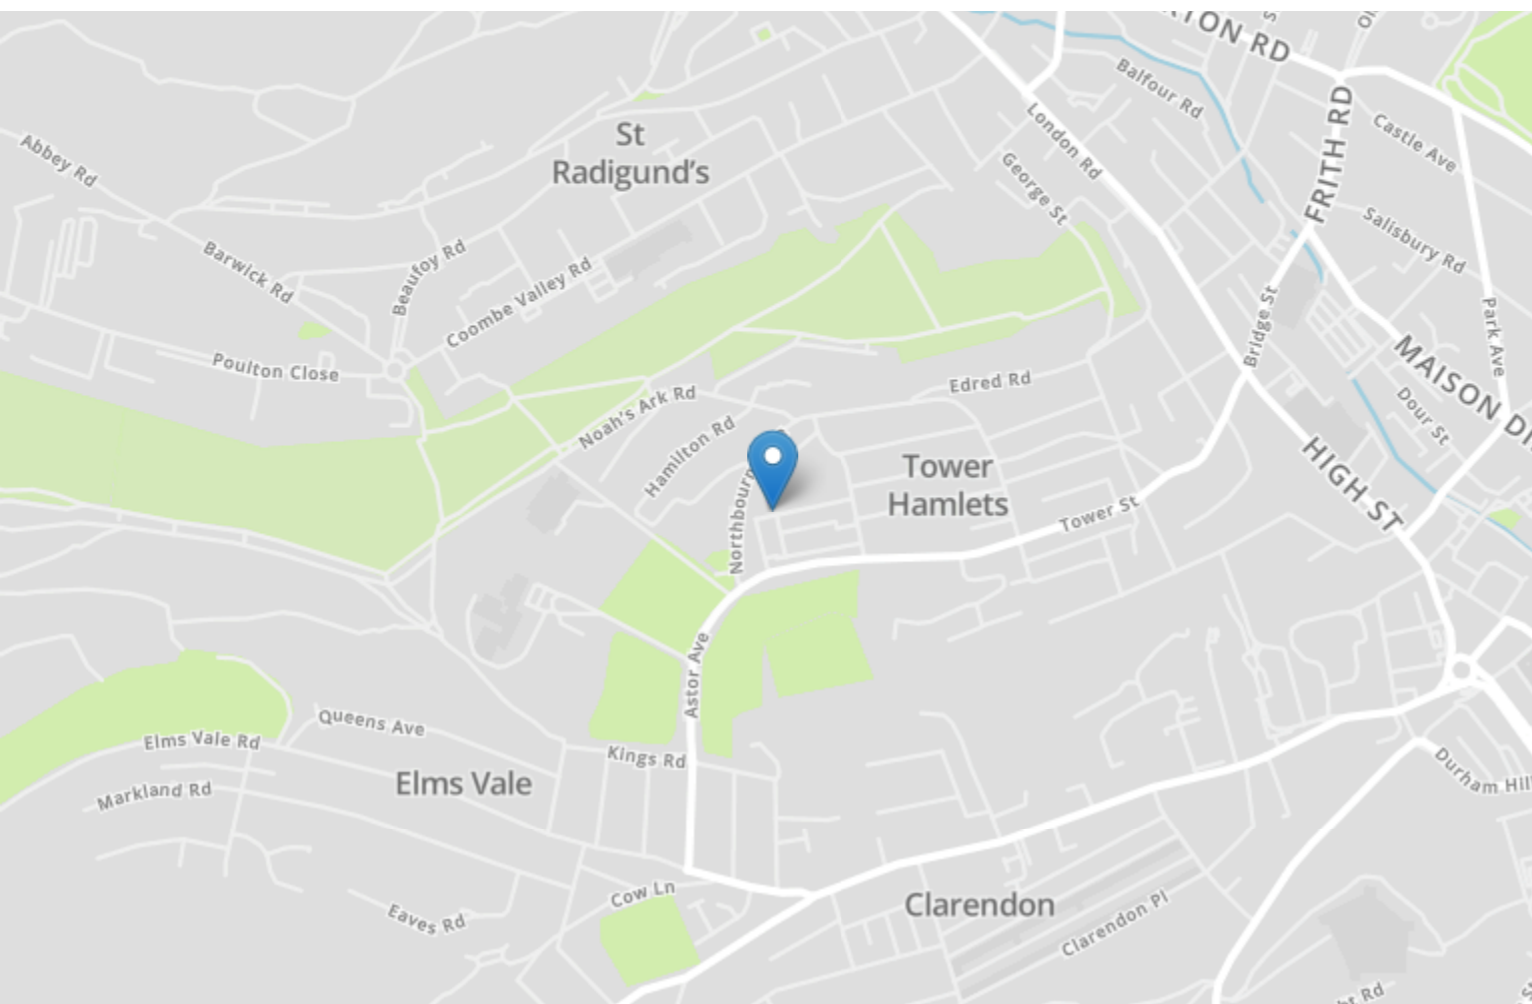 TON RD
Balfour Rd
FRITH RD
Castle Ave
London Rd
St
Radigund's
Abbey Rd
George St
Salisbury Rd
Barwick Rd
Beaufoy Rd
Coombe Valley Rd
Bridge St
Park Ave
Poulton Close
MAISON DI
Edred Rd
Noah's Ark Rd
Dour St
Hamilton Rd
Tower
Hamlets
HIGH ST
Northbourn
Tower St
Astor Ave
Queens Ave
Elms Vale Rd
Kings Rd
Elms Vale
Markland Rd
Durham Hill
Cow Ln
Clarendon
Eaves Rd
Clarendon Pl
Rd